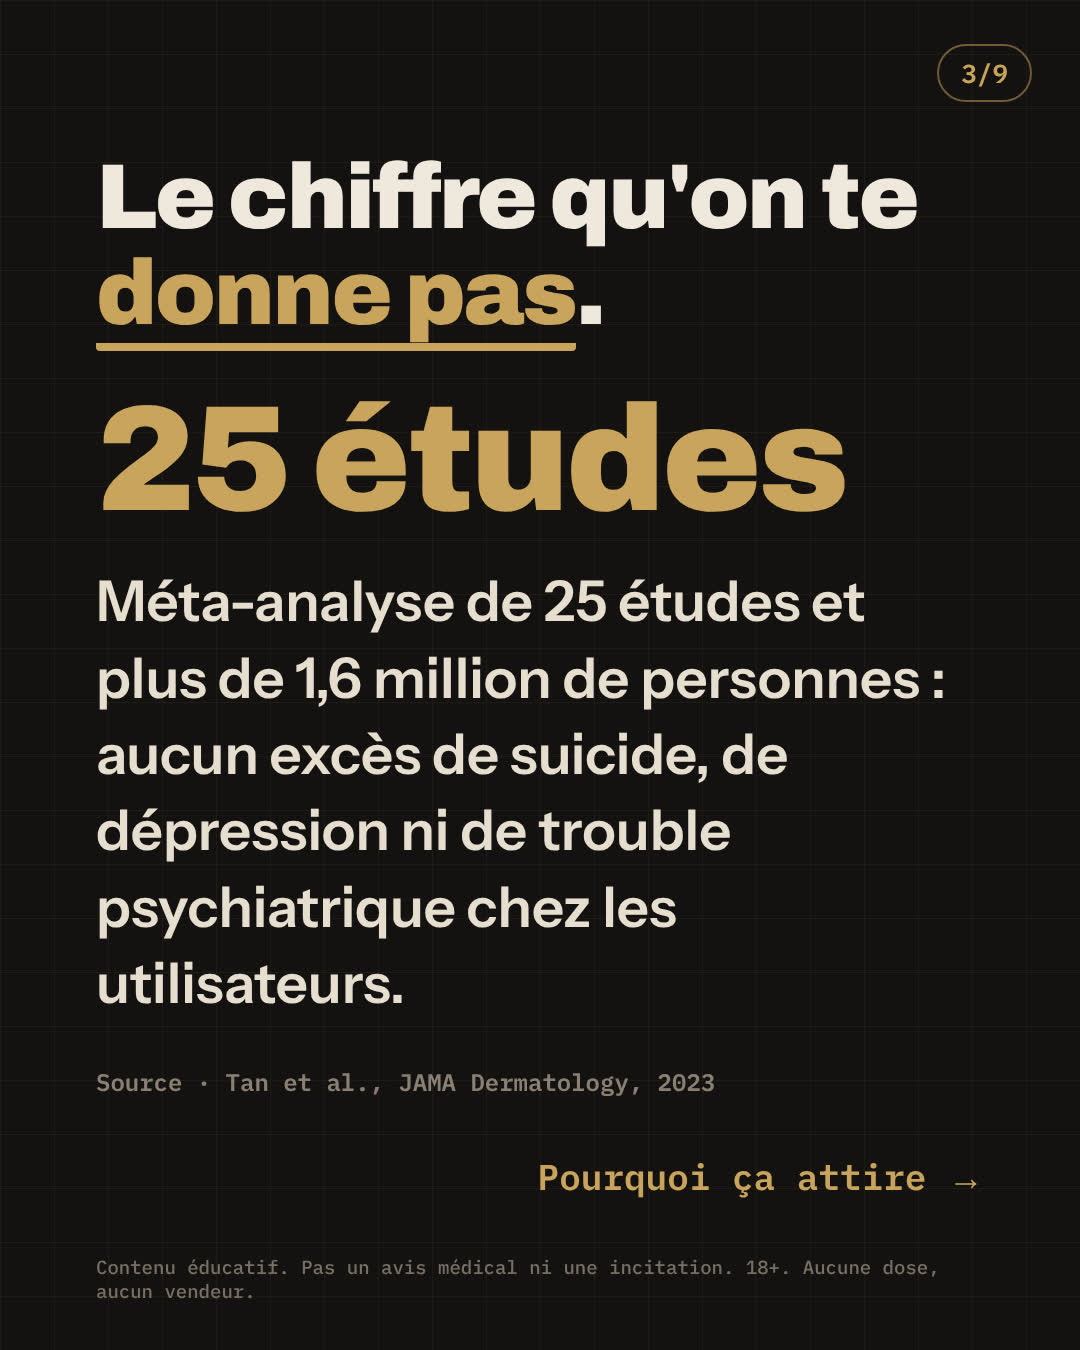 3/9
Le chiffre qu'on te
donne pas.
25 études
Méta-analyse de 25 études et
plus de 1,6 million de personnes :
aucun excès de suicide, de
dépression ni de trouble
psychiatrique chez les
utilisateurs.
Source · Tan et al., JAMA Dermatology, 2023
Pourquoi ça attire →
Contenu éducatif. Pas un avis médical ni une incitation. 18+. Aucune dose,
aucun vendeur.